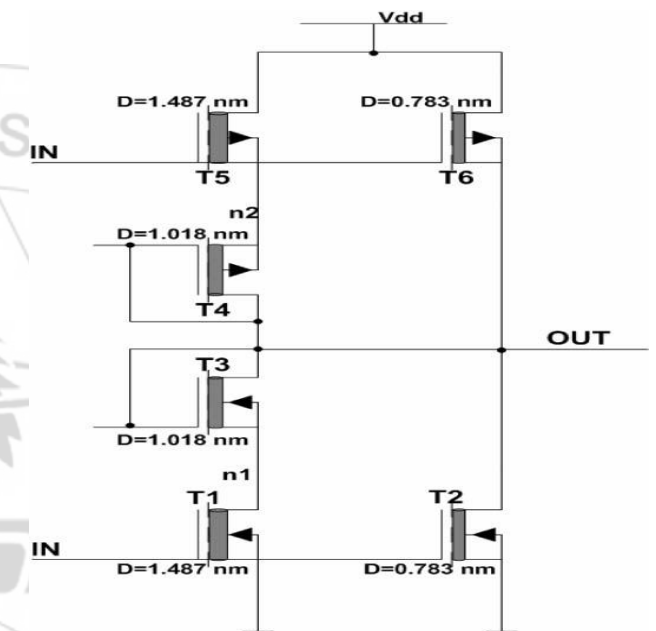 Vdd
D=1.487 nm
D=0.783 nm
S
IN
T5
T6
n2
D=1.018 nm
T4
OUT
T3
D=1.018 nm
n1
T1
T2
IN
D=1.487 nm
D=0.783 nm